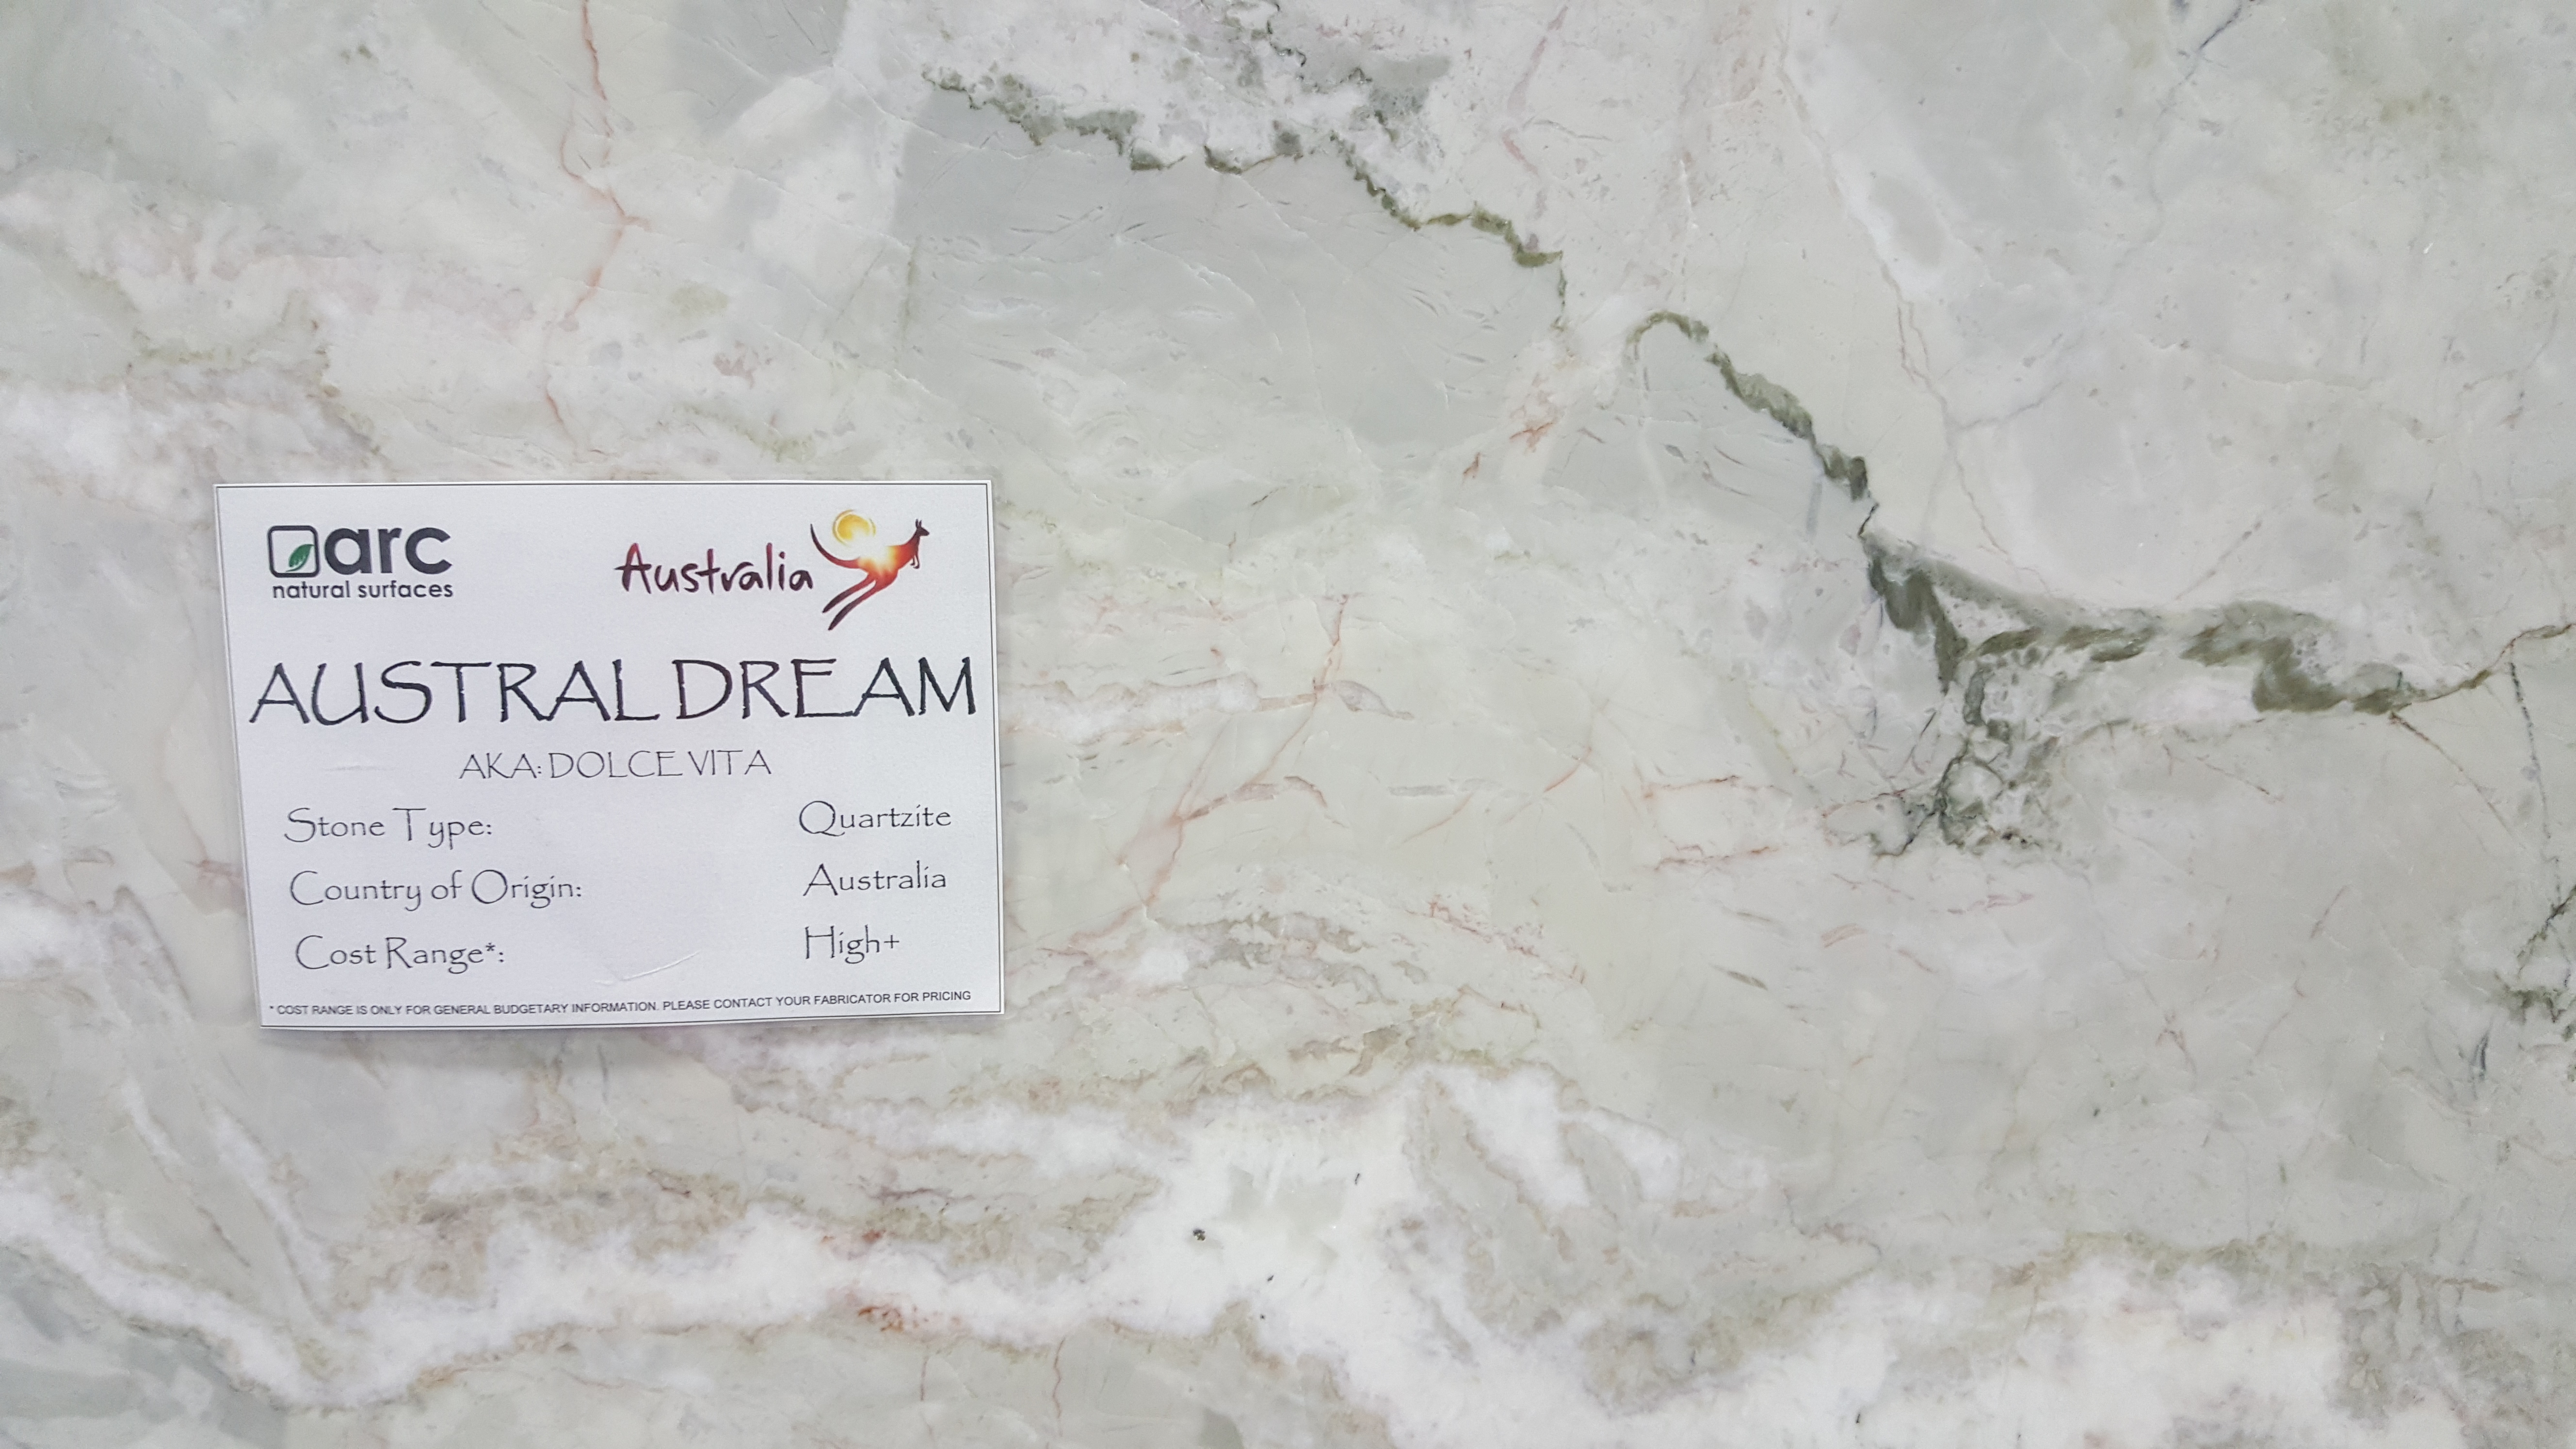 arc
natural surfaces
Australia
AUSTRAL DREAM
AKA: DOLCE VITA
Stone Type: Quartzite
Country of Origin: Australia
Cost Range*: High+
* COST RANGE IS ONLY FOR GENERAL BUDGETARY INFORMATION. PLEASE CONTACT YOUR FABRICATOR FOR PRICING